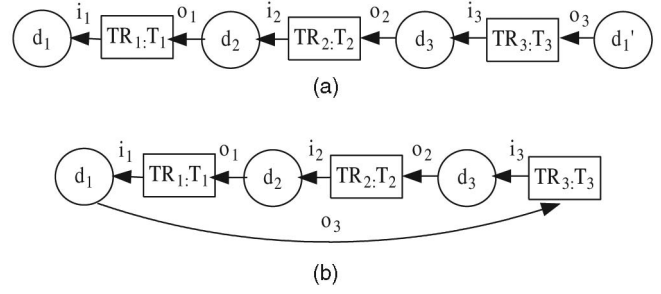 i₁ o₁ i₂ o₂ i₃ o₃
d₁ TR₁:T₁ d₂ TR₂:T₂ d₃ TR₃:T₃ d₁'
(a)
i₁ o₁ i₂ o₂ i₃
d₁ TR₁:T₁ d₂ TR₂:T₂ d₃ TR₃:T₃
o₃
(b)